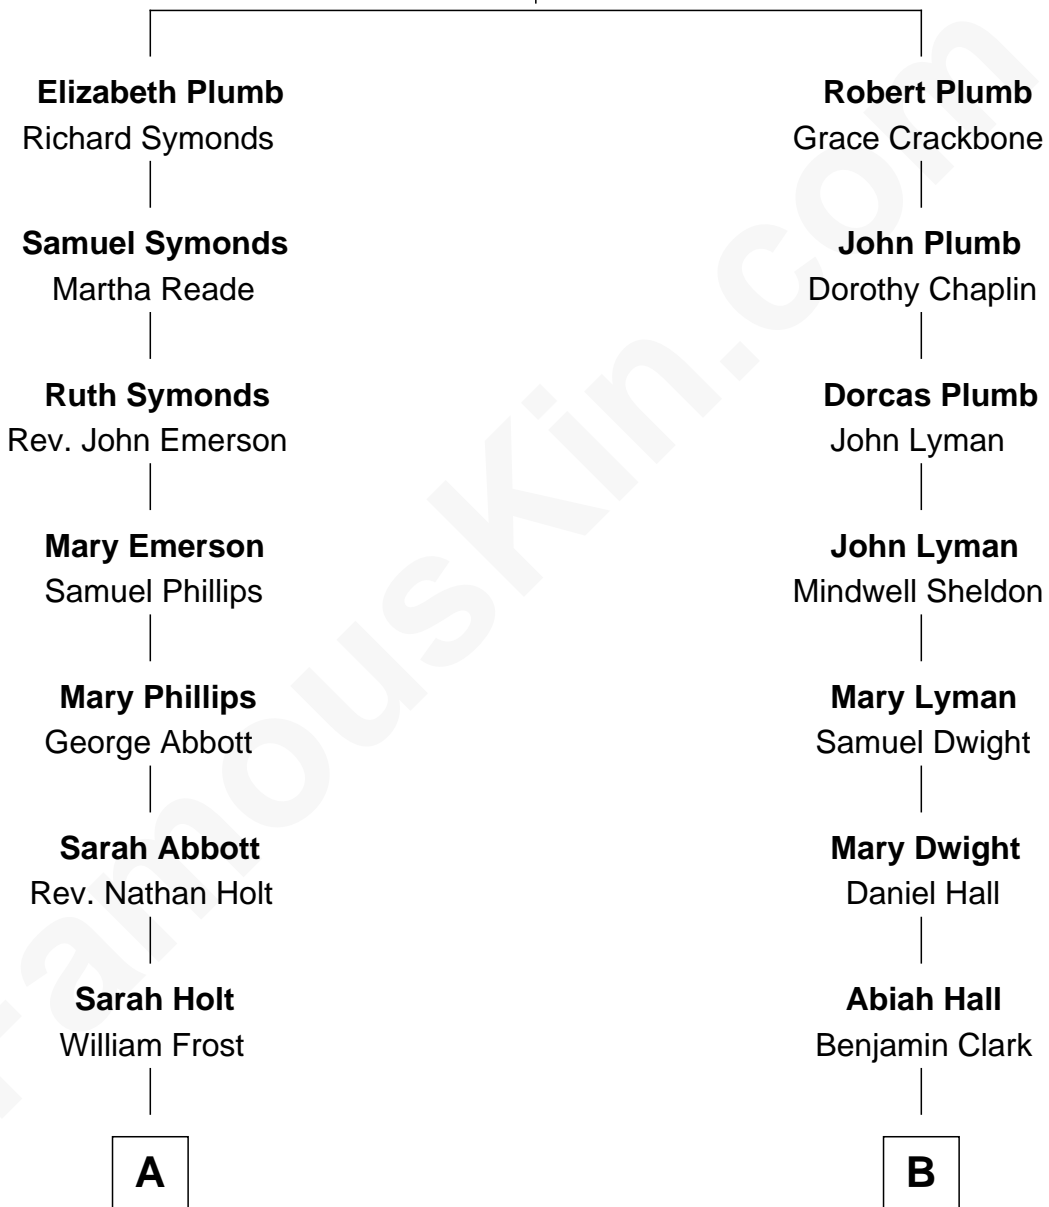 Elizabeth Plumb
Richard Symonds
Robert Plumb
Grace Crackbone
Samuel Symonds
Martha Reade
John Plumb
Dorothy Chaplin
Ruth Symonds
Rev. John Emerson
Dorcas Plumb
John Lyman
Mary Emerson
Samuel Phillips
John Lyman
Mindwell Sheldon
Mary Phillips
George Abbott
Mary Lyman
Samuel Dwight
Sarah Abbott
Rev. Nathan Holt
Mary Dwight
Daniel Hall
Sarah Holt
William Frost
Abiah Hall
Benjamin Clark
A
B
FamousKin.com